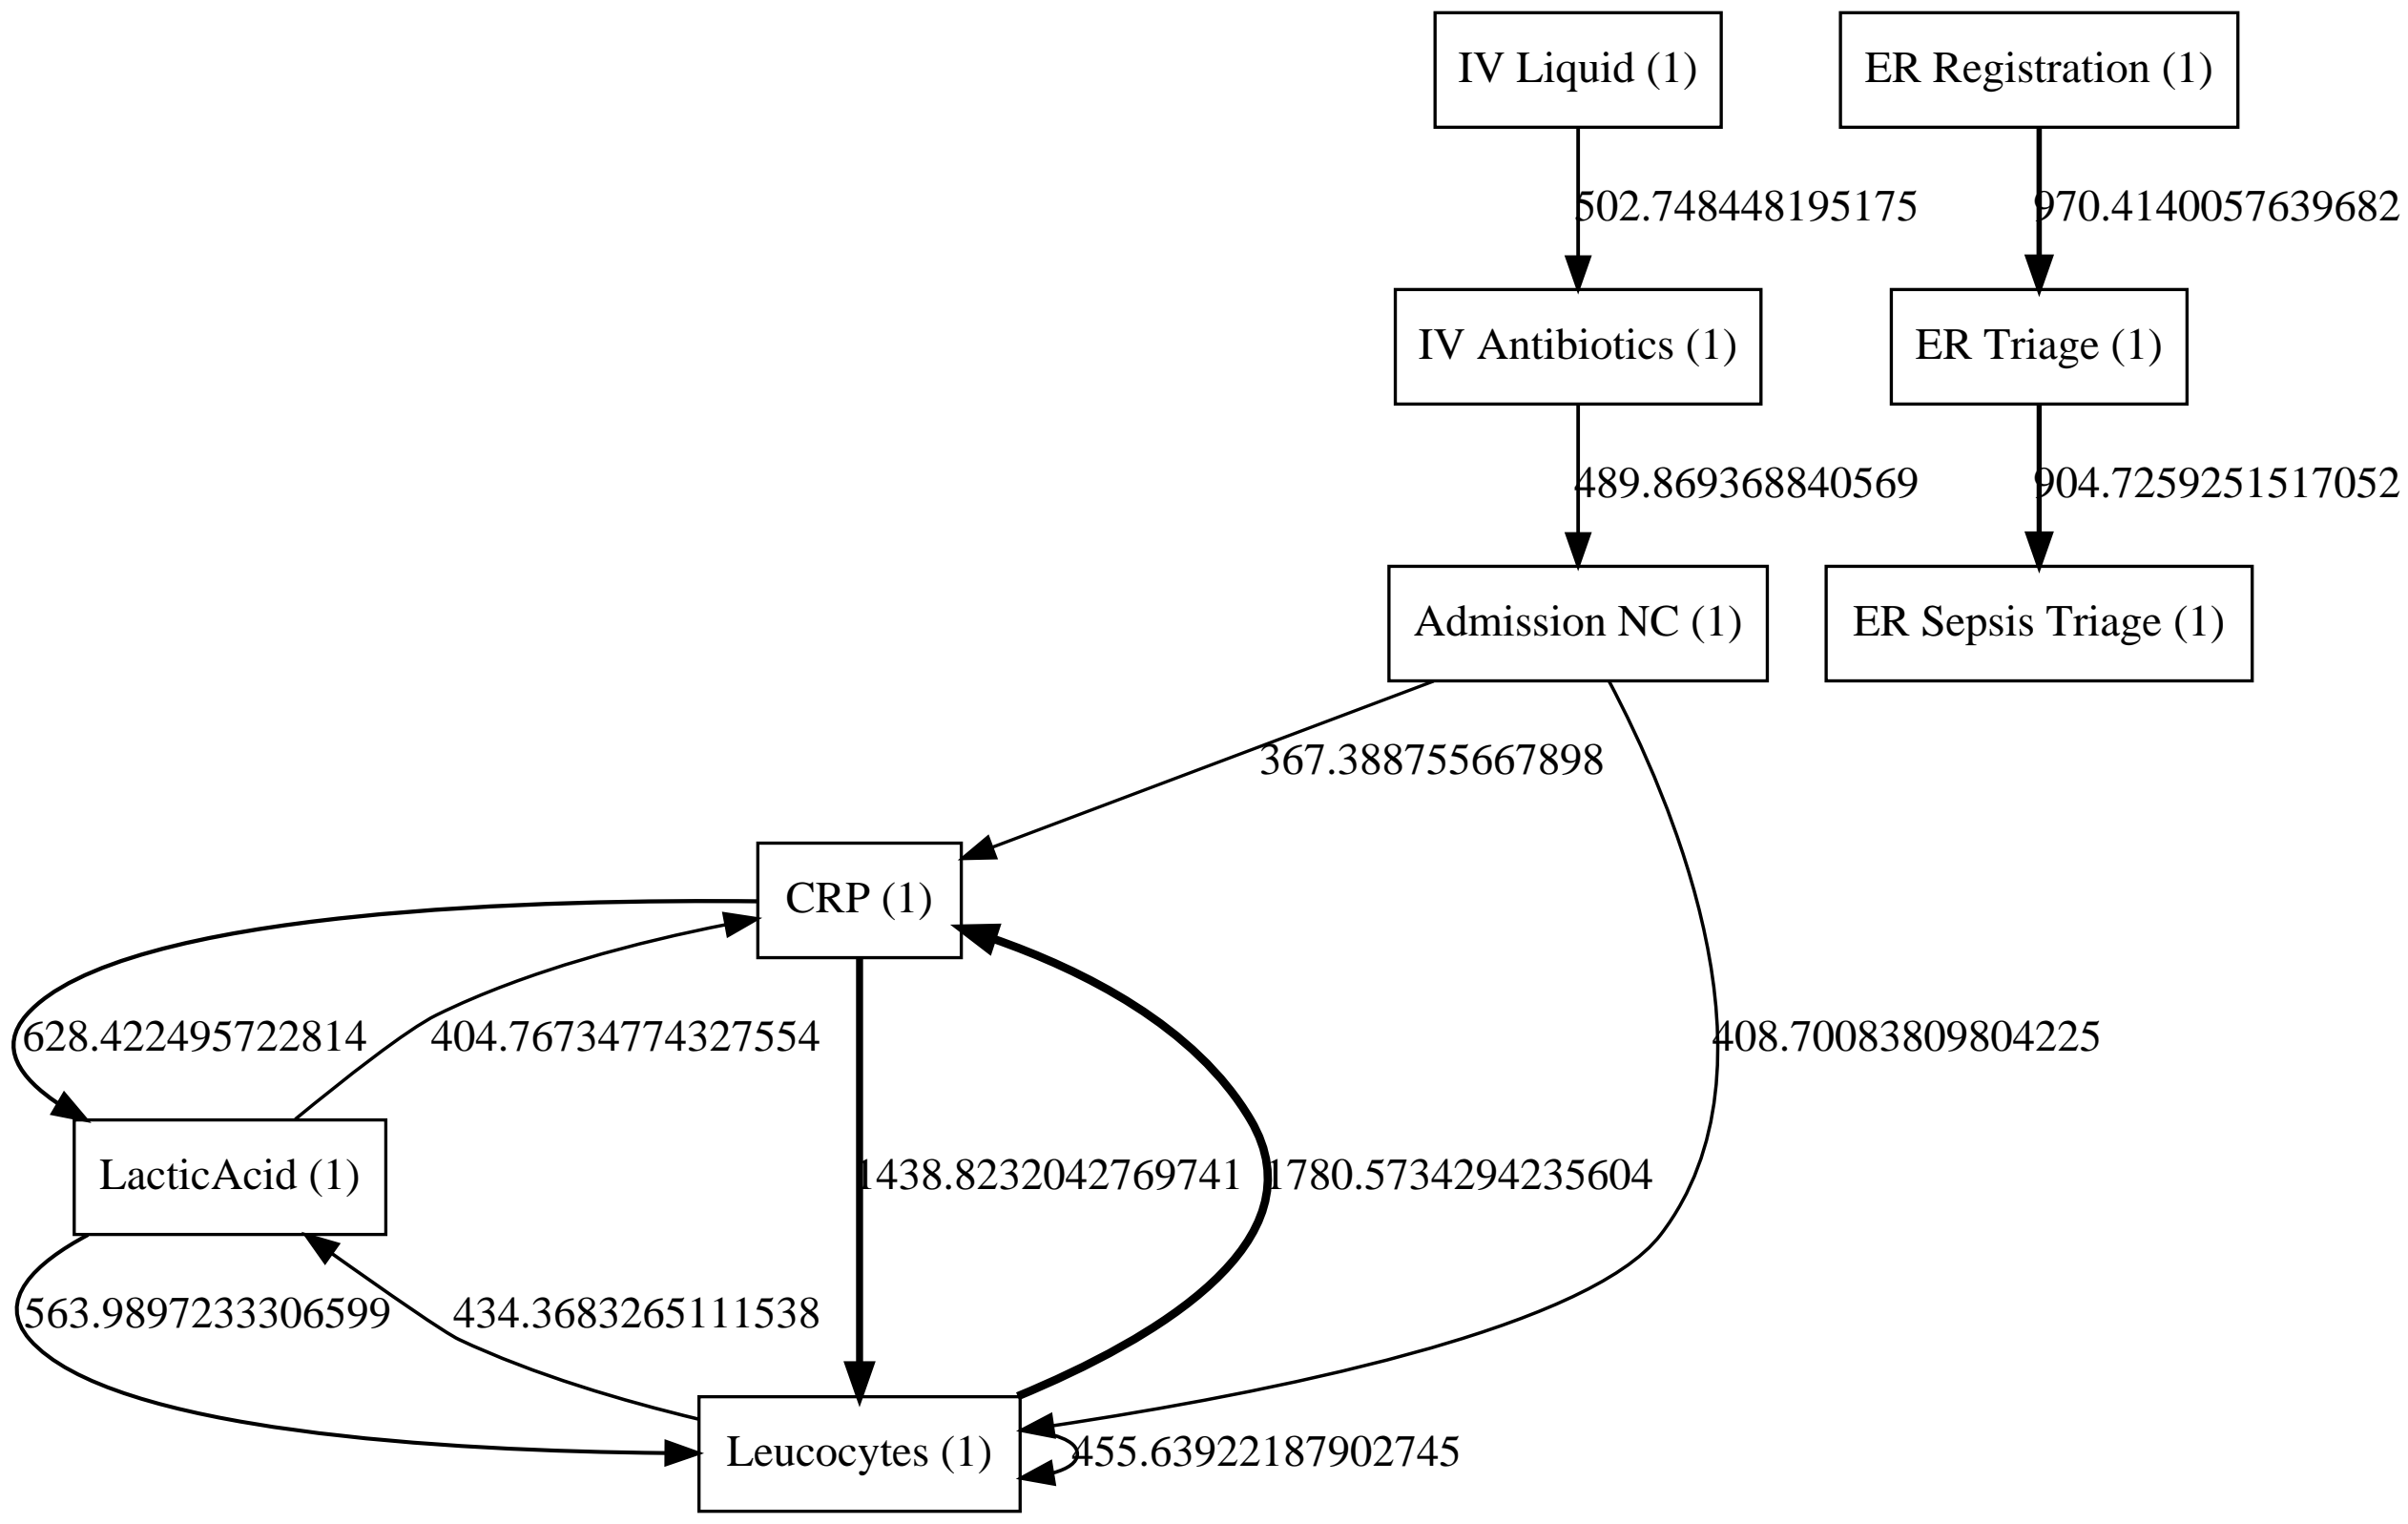 IV Liquid (1)
ER Registration (1)
502.748448195175
970.4140057639682
IV Antibiotics (1)
ER Triage (1)
489.869368840569
904.7259251517052
Admission NC (1)
ER Sepsis Triage (1)
367.388755667898
CRP (1)
628.422495722814
404.76734774327554
408.70083809804225
LacticAcid (1)
1438.8232042769741
1780.5734294235604
563.9897233306599
434.3683265111538
Leucocytes (1)
455.63922187902745